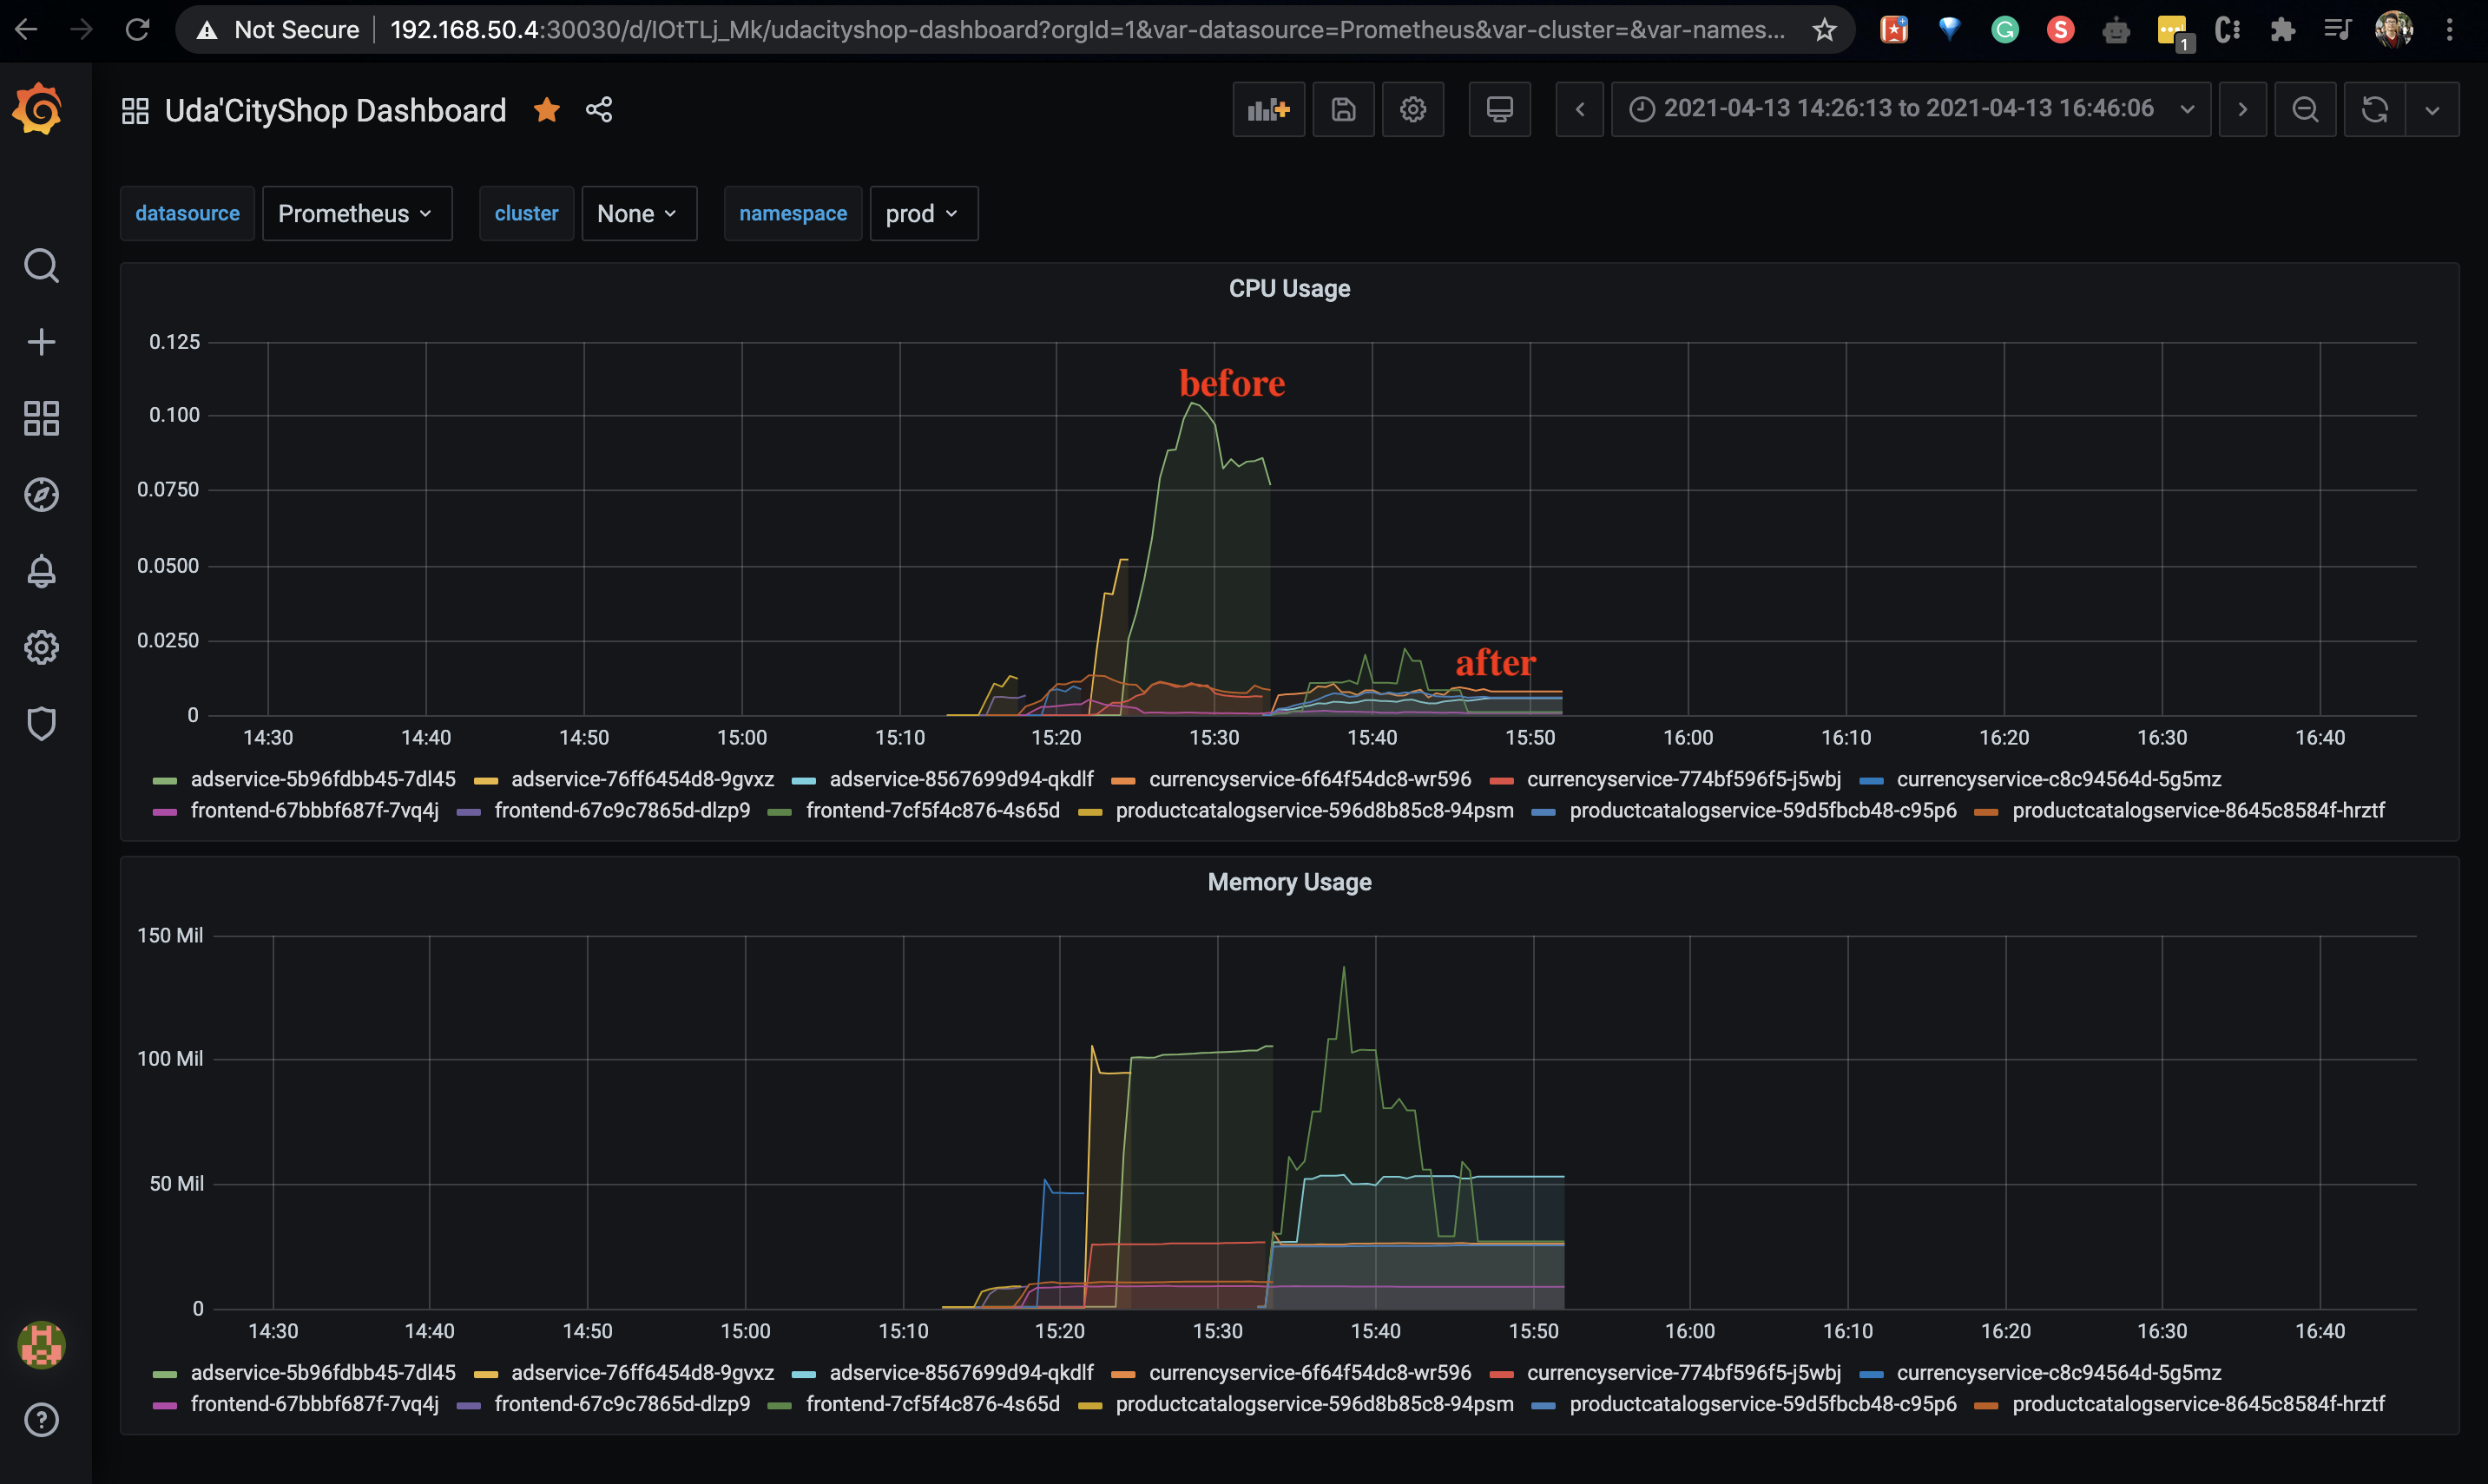 Not Secure 192.168.50.4:30030/d/IOtTLj_Mk/udacityshop-dashboard?orgId=1&var-datasource=Prometheus&var-cluster=&var-names...
1
Uda'CityShop Dashboard
2021-04-13 14:26:13 to 2021-04-13 16:46:06
datasource Prometheus cluster None namespace prod
CPU Usage
0.125
before
0.100
0.0750
0.0500
0.0250
after
0
14:30 14:40 14:50 15:00 15:10 15:20 15:30 15:40 15:50 16:00 16:10 16:20 16:30 16:40
adservice-5b96fdbb45-7dl45 adservice-76ff6454d8-9gvxz adservice-8567699d94-qkdlf currencyservice-6f64f54dc8-wr596 currencyservice-774bf596f5-j5wbj currencyservice-c8c94564d-5g5mz
frontend-67bbbf687f-7vq4j frontend-67c9c7865d-dlzp9 frontend-7cf5f4c876-4s65d productcatalogservice-596d8b85c8-94psm productcatalogservice-59d5fbcb48-c95p6 productcatalogservice-8645c8584f-hrztf
Memory Usage
150 Mil
100 Mil
50 Mil
0
14:30 14:40 14:50 15:00 15:10 15:20 15:30 15:40 15:50 16:00 16:10 16:20 16:30 16:40
adservice-5b96fdbb45-7dl45 adservice-76ff6454d8-9gvxz adservice-8567699d94-qkdlf currencyservice-6f64f54dc8-wr596 currencyservice-774bf596f5-j5wbj currencyservice-c8c94564d-5g5mz
frontend-67bbbf687f-7vq4j frontend-67c9c7865d-dlzp9 frontend-7cf5f4c876-4s65d productcatalogservice-596d8b85c8-94psm productcatalogservice-59d5fbcb48-c95p6 productcatalogservice-8645c8584f-hrztf